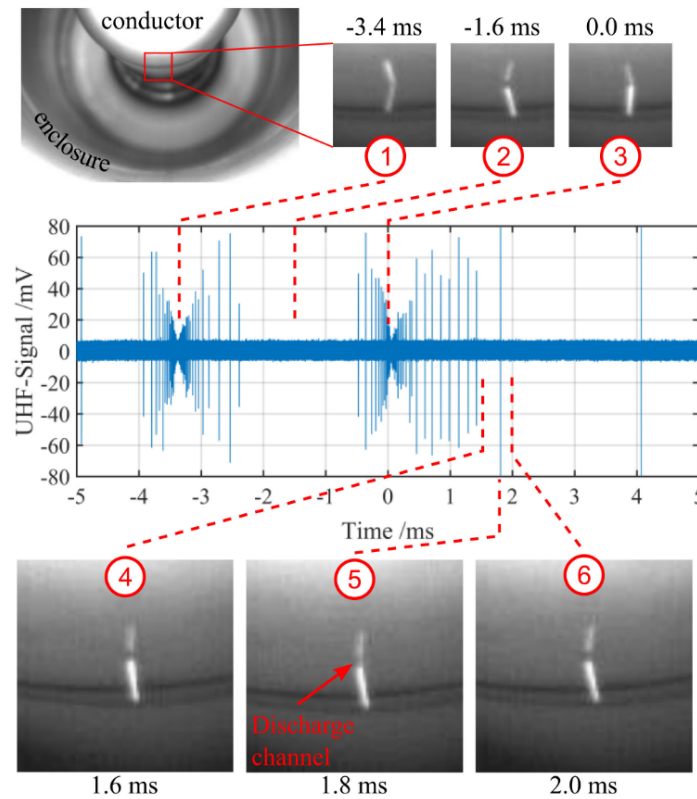 conductor
enclosure
-3.4 ms
-1.6 ms
0.0 ms
1
2
3
UHF-Signal /mV
80
60
40
20
0
-20
-40
-60
-80
-5
-4
-3
-2
-1
0
1
2
3
4
5
Time /ms
4
5
6
Discharge
channel
1.6 ms
1.8 ms
2.0 ms